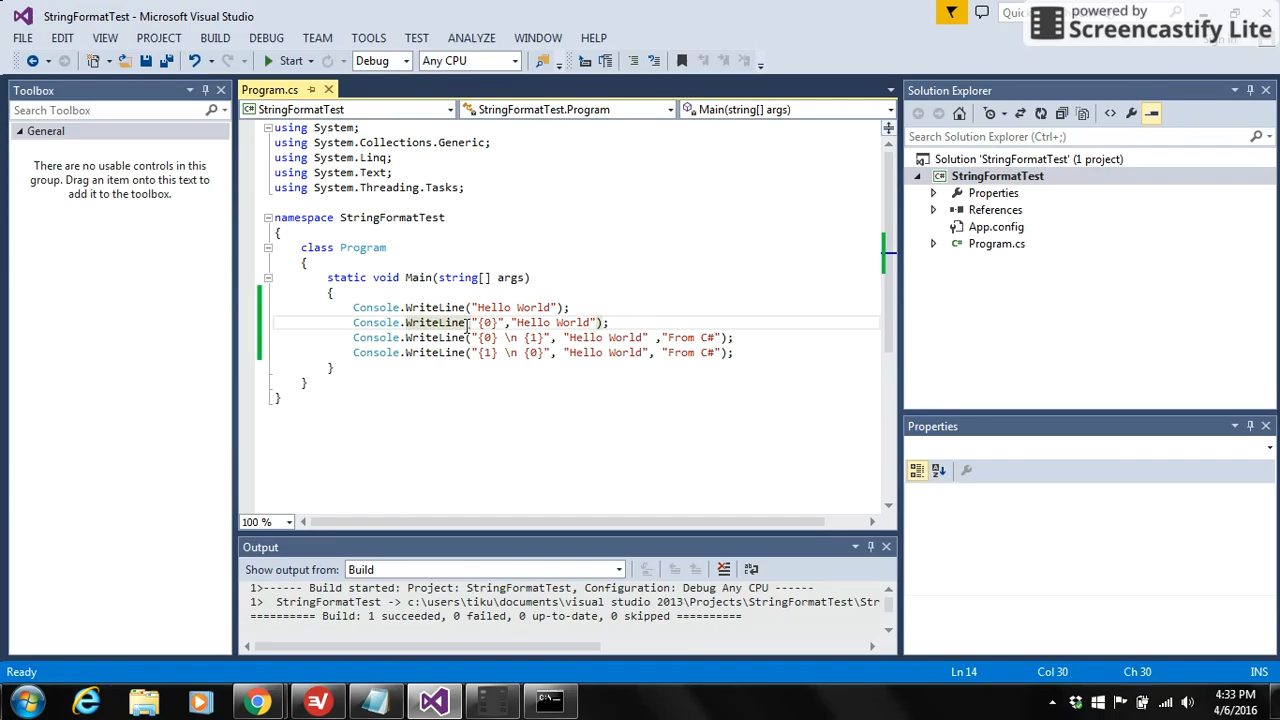 StringFormatTest - Microsoft Visual Studio
powered by
Screencastify Lite
FILE EDIT VIEW PROJECT BUILD DEBUG TEAM TOOLS TEST ANALYZE WINDOW HELP
Start Debug Any CPU
Toolbox
Search Toolbox
General
There are no usable controls in this
group. Drag an item onto this text to
add it to the toolbox.
Program.cs
StringFormatTest StringFormatTest.Program Main(string[] args)
using System;
using System.Collections.Generic;
using System.Linq;
using System.Text;
using System.Threading.Tasks;
namespace StringFormatTest
{
class Program
{
static void Main(string[] args)
{
Console.WriteLine("Hello World");
Console.WriteLine("{0}","Hello World");
Console.WriteLine("{0} \n {1}", "Hello World" ,"From C#");
Console.WriteLine("{1} \n {0}", "Hello World", "From C#");
}
}
}
100 %
Output
Show output from: Build
1>------ Build started: Project: StringFormatTest, Configuration: Debug Any CPU ------
1> StringFormatTest -> c:\users\tiku\documents\visual studio 2013\Projects\StringFormatTest\Str
========== Build: 1 succeeded, 0 failed, 0 up-to-date, 0 skipped ==========
Solution Explorer
Search Solution Explorer (Ctrl+;)
Solution 'StringFormatTest' (1 project)
StringFormatTest
Properties
References
App.config
Program.cs
Properties
Ready Ln 14 Col 30 Ch 30 INS
4:33 PM
4/6/2016